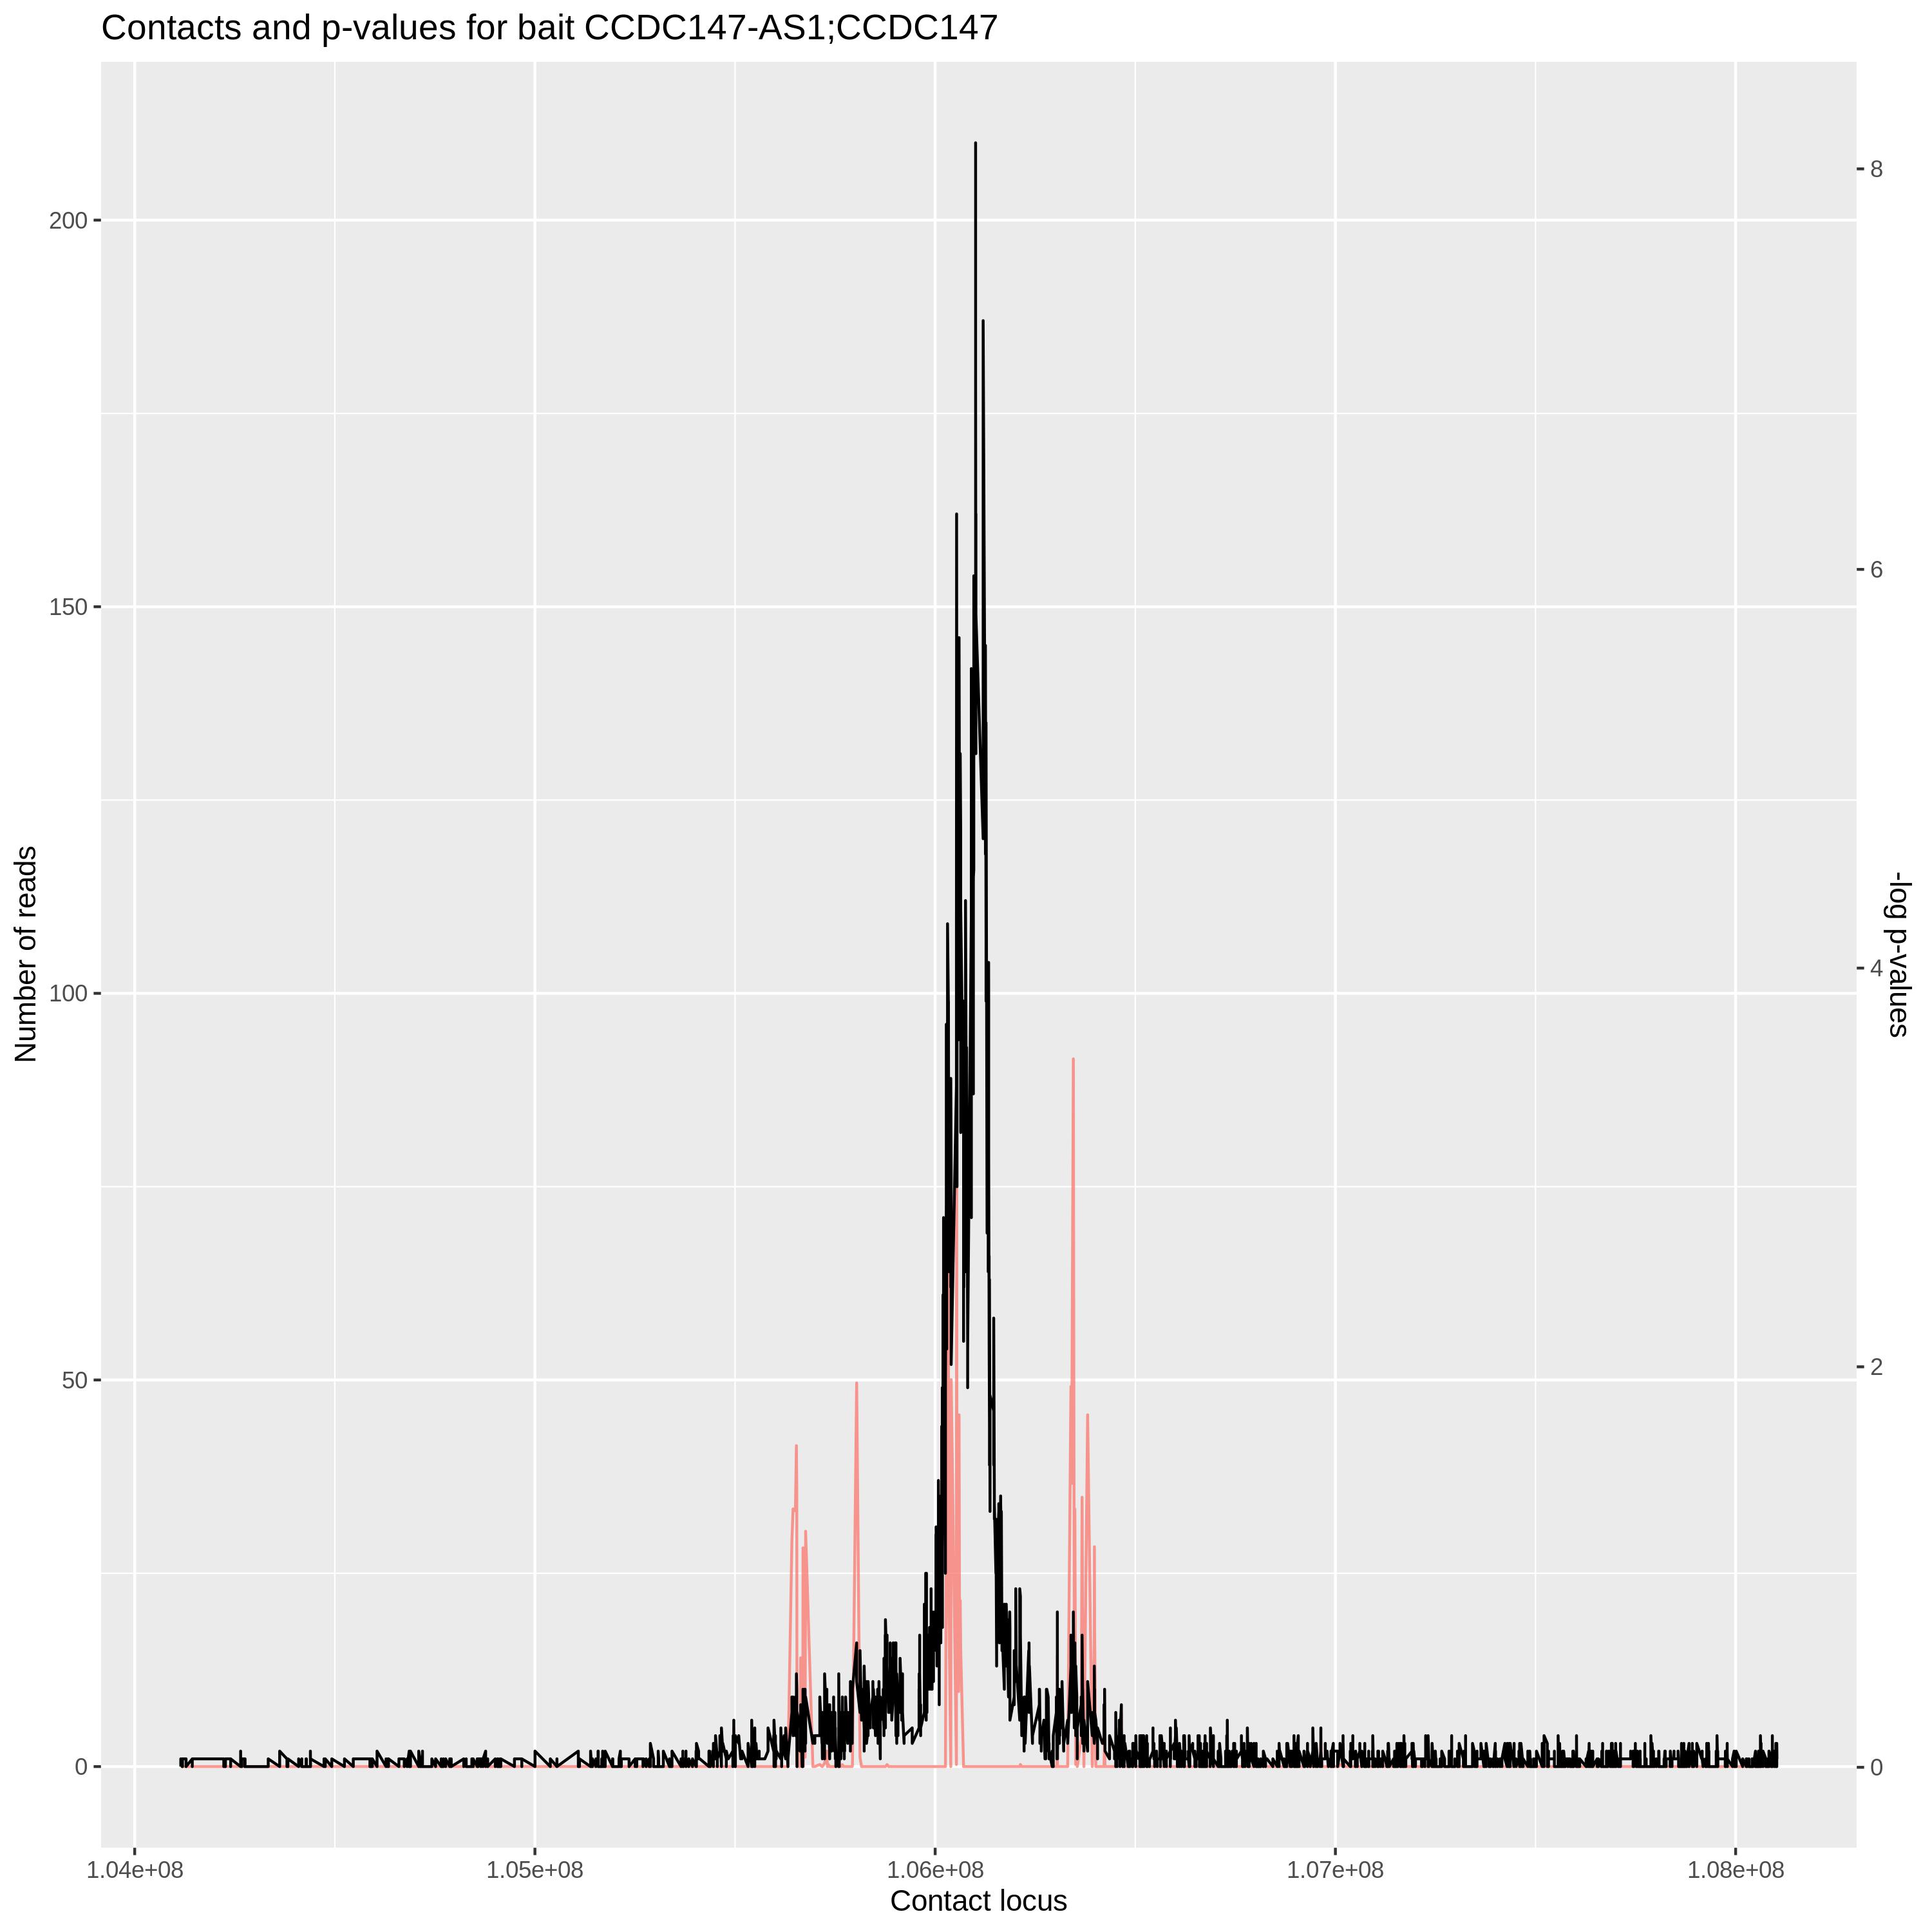 Contacts and p-values for bait CCDC147-AS1;CCDC147
200
150
100
50
0
Number of reads
8
6
4
2
0
-log p-values
1.04e+08
1.05e+08
1.06e+08
1.07e+08
1.08e+08
Contact locus